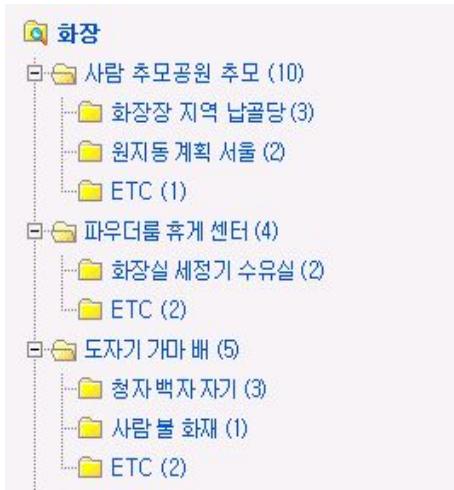 화장
사람 추모공원 추모 (10)
화장장 지역 납골당 (3)
원지동 계획 서울 (2)
ETC (1)
파우더룸 휴게 센터 (4)
화장실 세정기 수유실 (2)
ETC (2)
도자기 가마 배 (5)
청자 백자 자기 (3)
사람 불 화재 (1)
ETC (2)